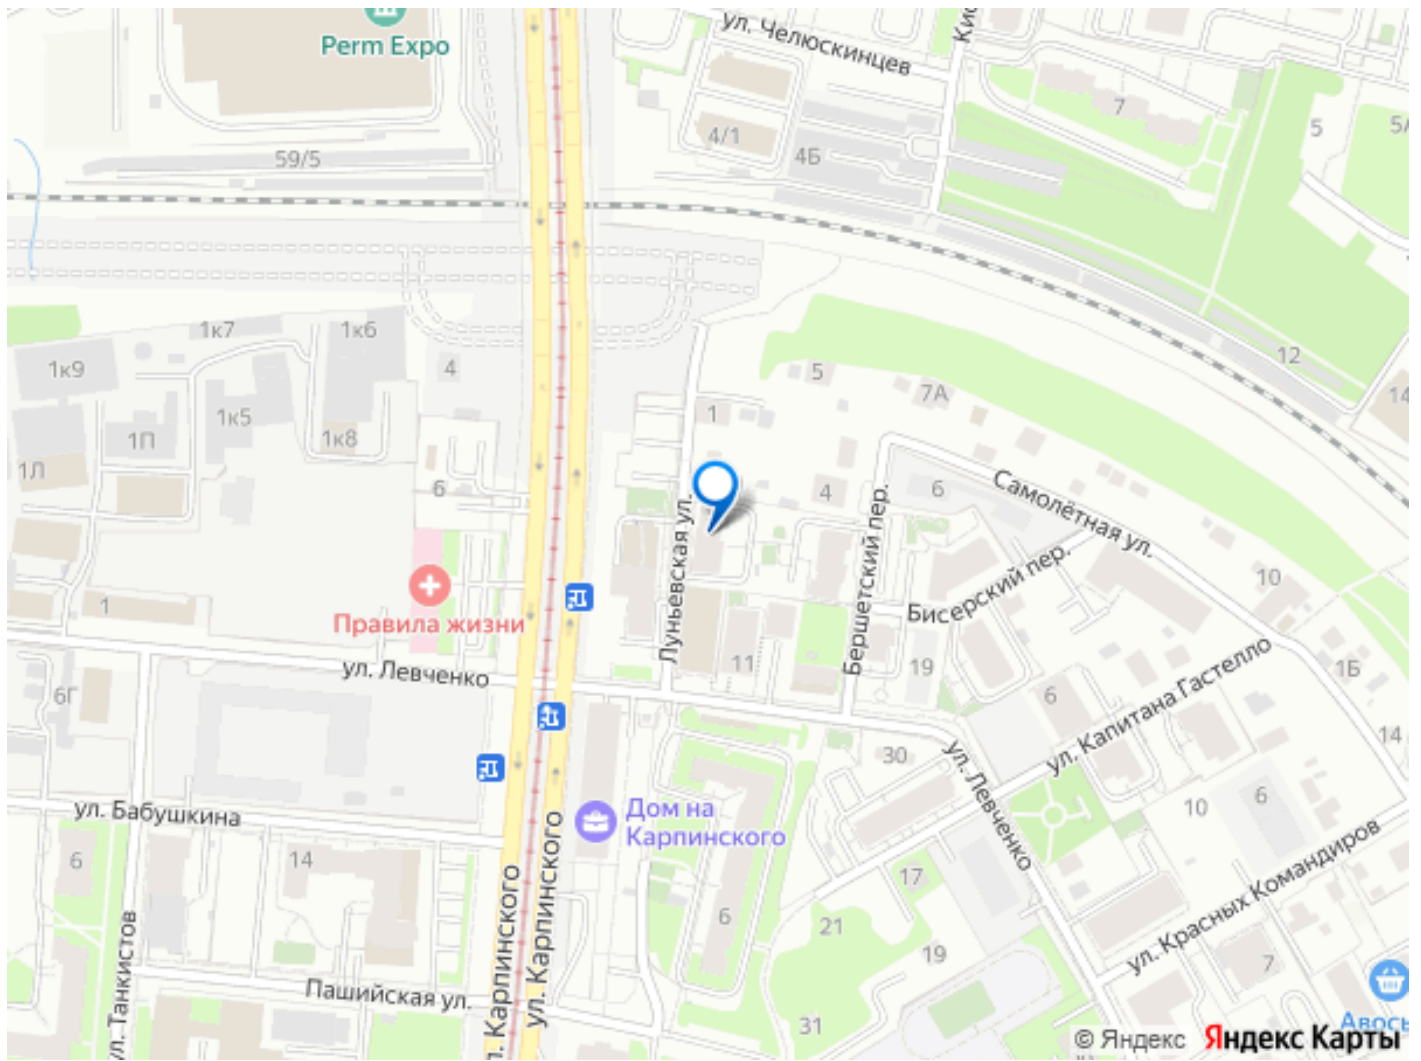 Perm Expo
ул. Челюскинцев
7
5
4/1
4Б
59/5
12
1к7
1к6
1к9
4
5
7А
14
1к5
1
1П
1к8
1Л
6
4
6
Самолётная ул.
Луньевская ул.
Бершетский пер.
Бисерский пер.
10
1
Правила жизни
ул. Левченко
11
19
6
1Б
6Г
ул. Капитана Гастелло
14
30
ул. Левченко
ул. Бабушкина
Дом на
Карпинского
10
6
6
14
17
ул. Карпинского
ул. Красных Командиров
6
21
19
7
ул. Танкистов
Пашийская ул.
31
© Яндекс
Яндекс Карты